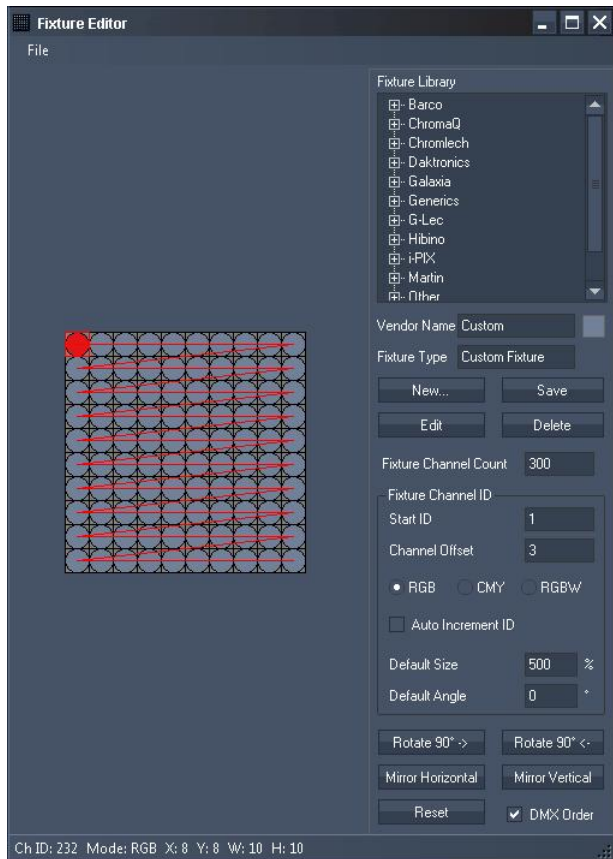 Fixture Editor
File
Fixture Library
Barco
ChromaQ
Chromlech
Daktronics
Galaxia
Generics
G-Lec
Hibino
i-PIX
Martin
Other
Vendor Name Custom
Fixture Type Custom Fixture
New... Save
Edit Delete
Fixture Channel Count 300
Fixture Channel ID
Start ID 1
Channel Offset 3
RGB CMY RGBW
Auto Increment ID
Default Size 500 %
Default Angle 0 °
Rotate 90° -> Rotate 90° <-
Mirror Horizontal Mirror Vertical
Reset DMX Order
Ch ID: 232 Mode: RGB X: 8 Y: 8 W: 10 H: 10